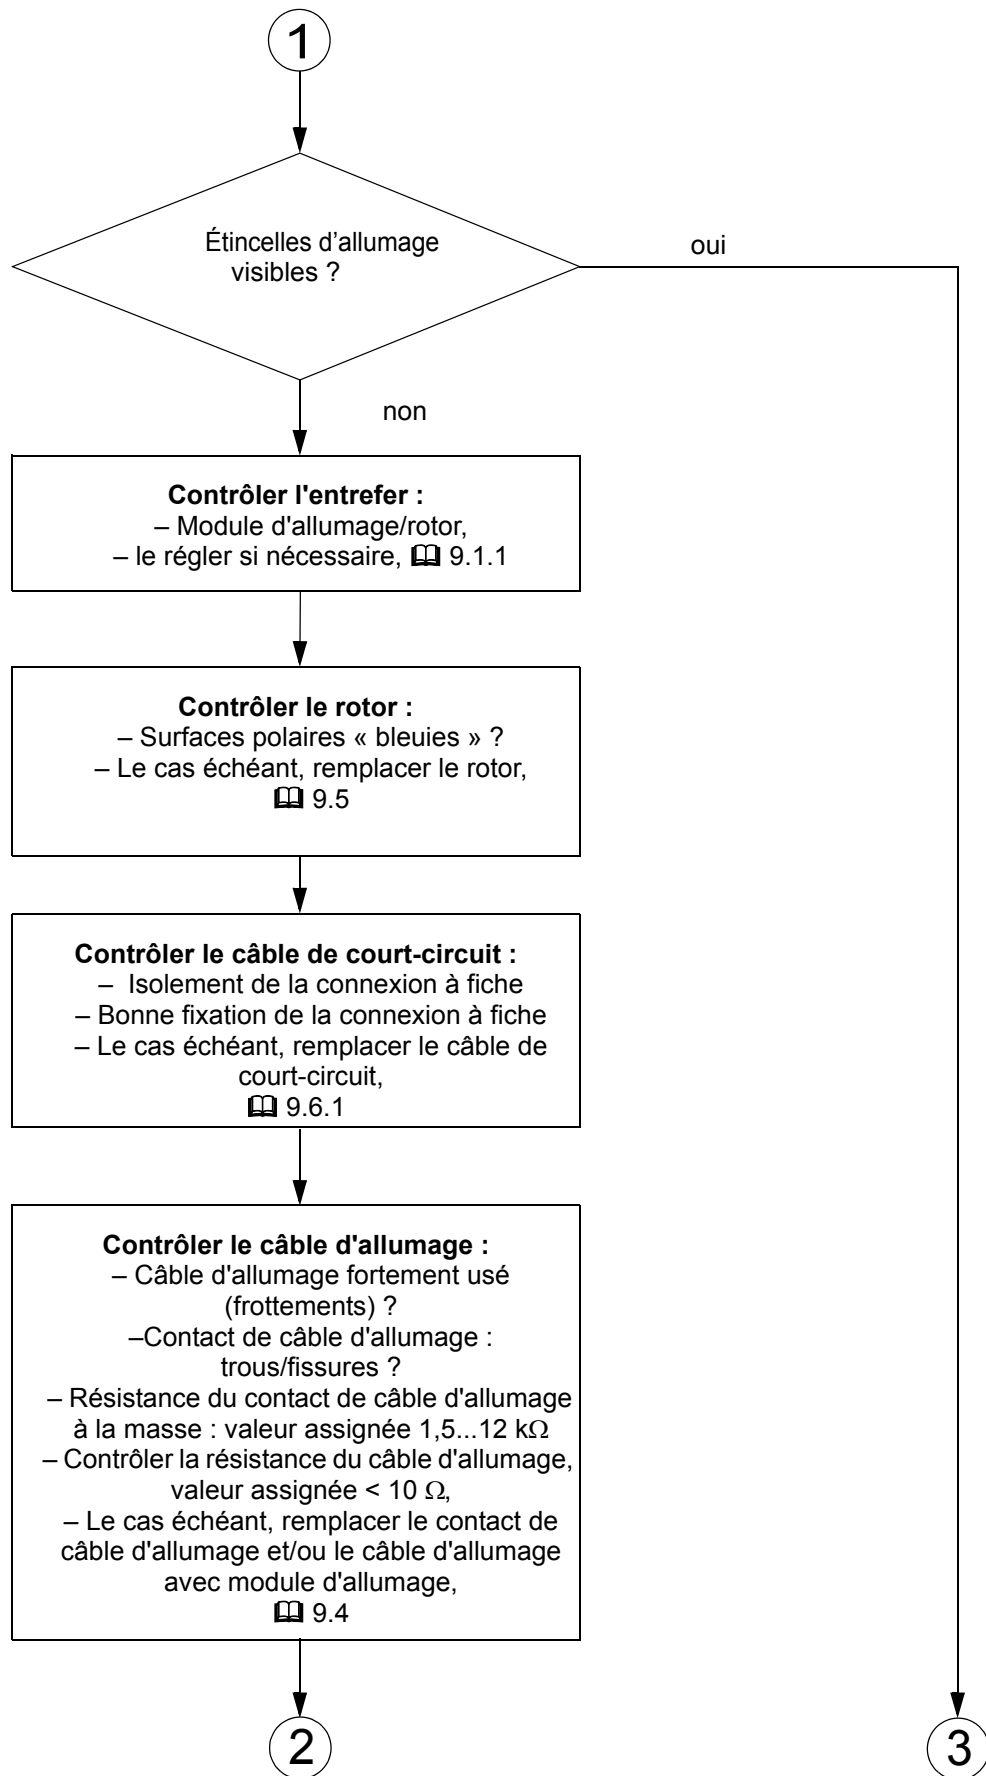 1
Étincelles d’allumage
visibles ?
oui
non
Contrôler l'entrefer :
– Module d'allumage/rotor,
– le régler si nécessaire, 🕮 9.1.1
Contrôler le rotor :
– Surfaces polaires « bleuies » ?
– Le cas échéant, remplacer le rotor,
🕮 9.5
Contrôler le câble de court-circuit :
– Isolement de la connexion à fiche
– Bonne fixation de la connexion à fiche
– Le cas échéant, remplacer le câble de
court-circuit,
🕮 9.6.1
Contrôler le câble d'allumage :
– Câble d'allumage fortement usé
(frottements) ?
–Contact de câble d'allumage :
trous/fissures ?
– Résistance du contact de câble d'allumage
à la masse : valeur assignée 1,5...12 kΩ
– Contrôler la résistance du câble d'allumage,
valeur assignée < 10 Ω,
– Le cas échéant, remplacer le contact de
câble d'allumage et/ou le câble d'allumage
avec module d'allumage,
🕮 9.4
2
3